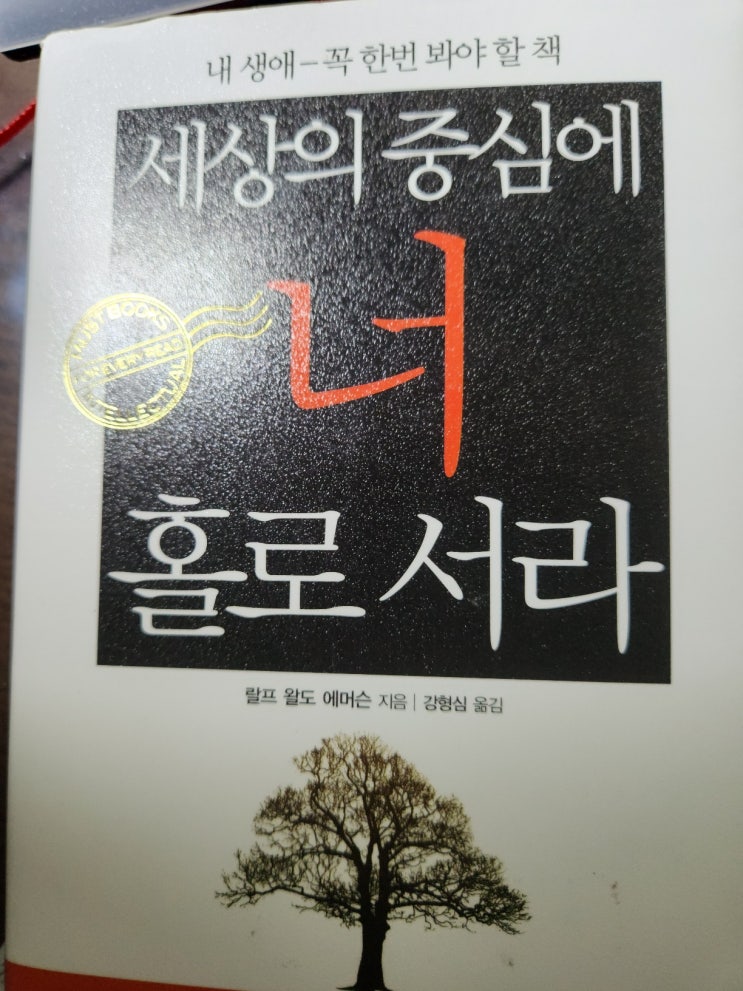 내 생애-꼭 한번 봐야 할 책
세상의 중심에
너
홀로 서라
랄프 왈도 에머슨 지음 | 강형심 옮김